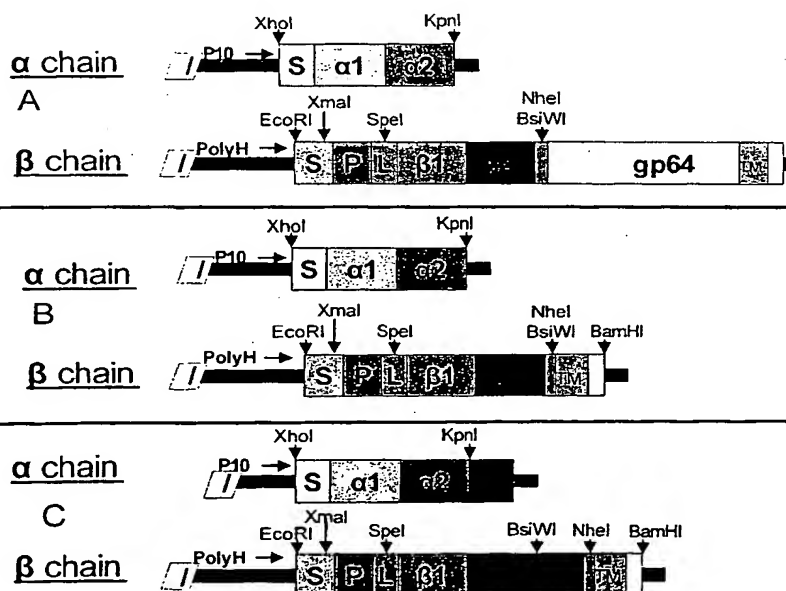 XhoI KpnI
P10
α chain I S α1 α2
A
XmaI NheI
EcoRI SpeI BsiWI
PolyH
β chain I S P L β1 gp64 TM
XhoI KpnI
P10
α chain I S α1 α2
B
XmaI NheI
EcoRI SpeI BsiWI BamHI
PolyH
β chain I S P L β1 TM
XhoI KpnI
P10
α chain I S α1 α2
C
XmaI
EcoRI SpeI BsiWI NheI BamHI
PolyH
β chain I S P L β1 TM